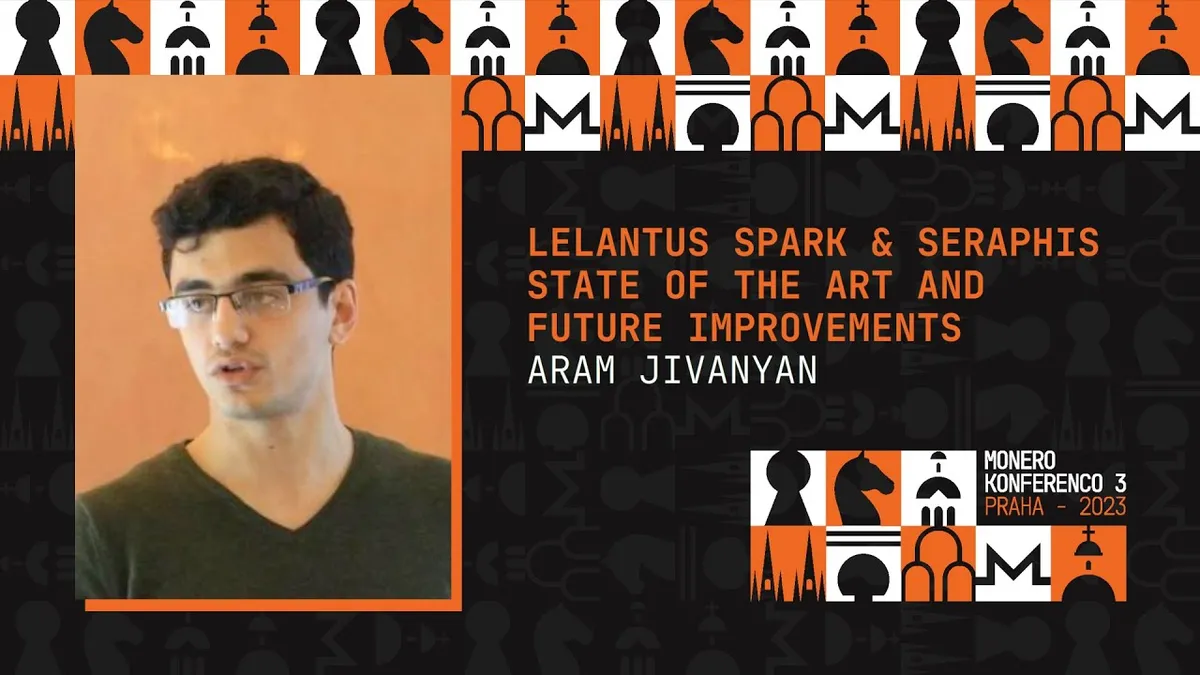 LELANTUS SPARK & SERAPHIS
STATE OF THE ART AND
FUTURE IMPROVEMENTS
ARAM JIVANYAN
MONERO
KONFERENCO 3
PRAHA - 2023